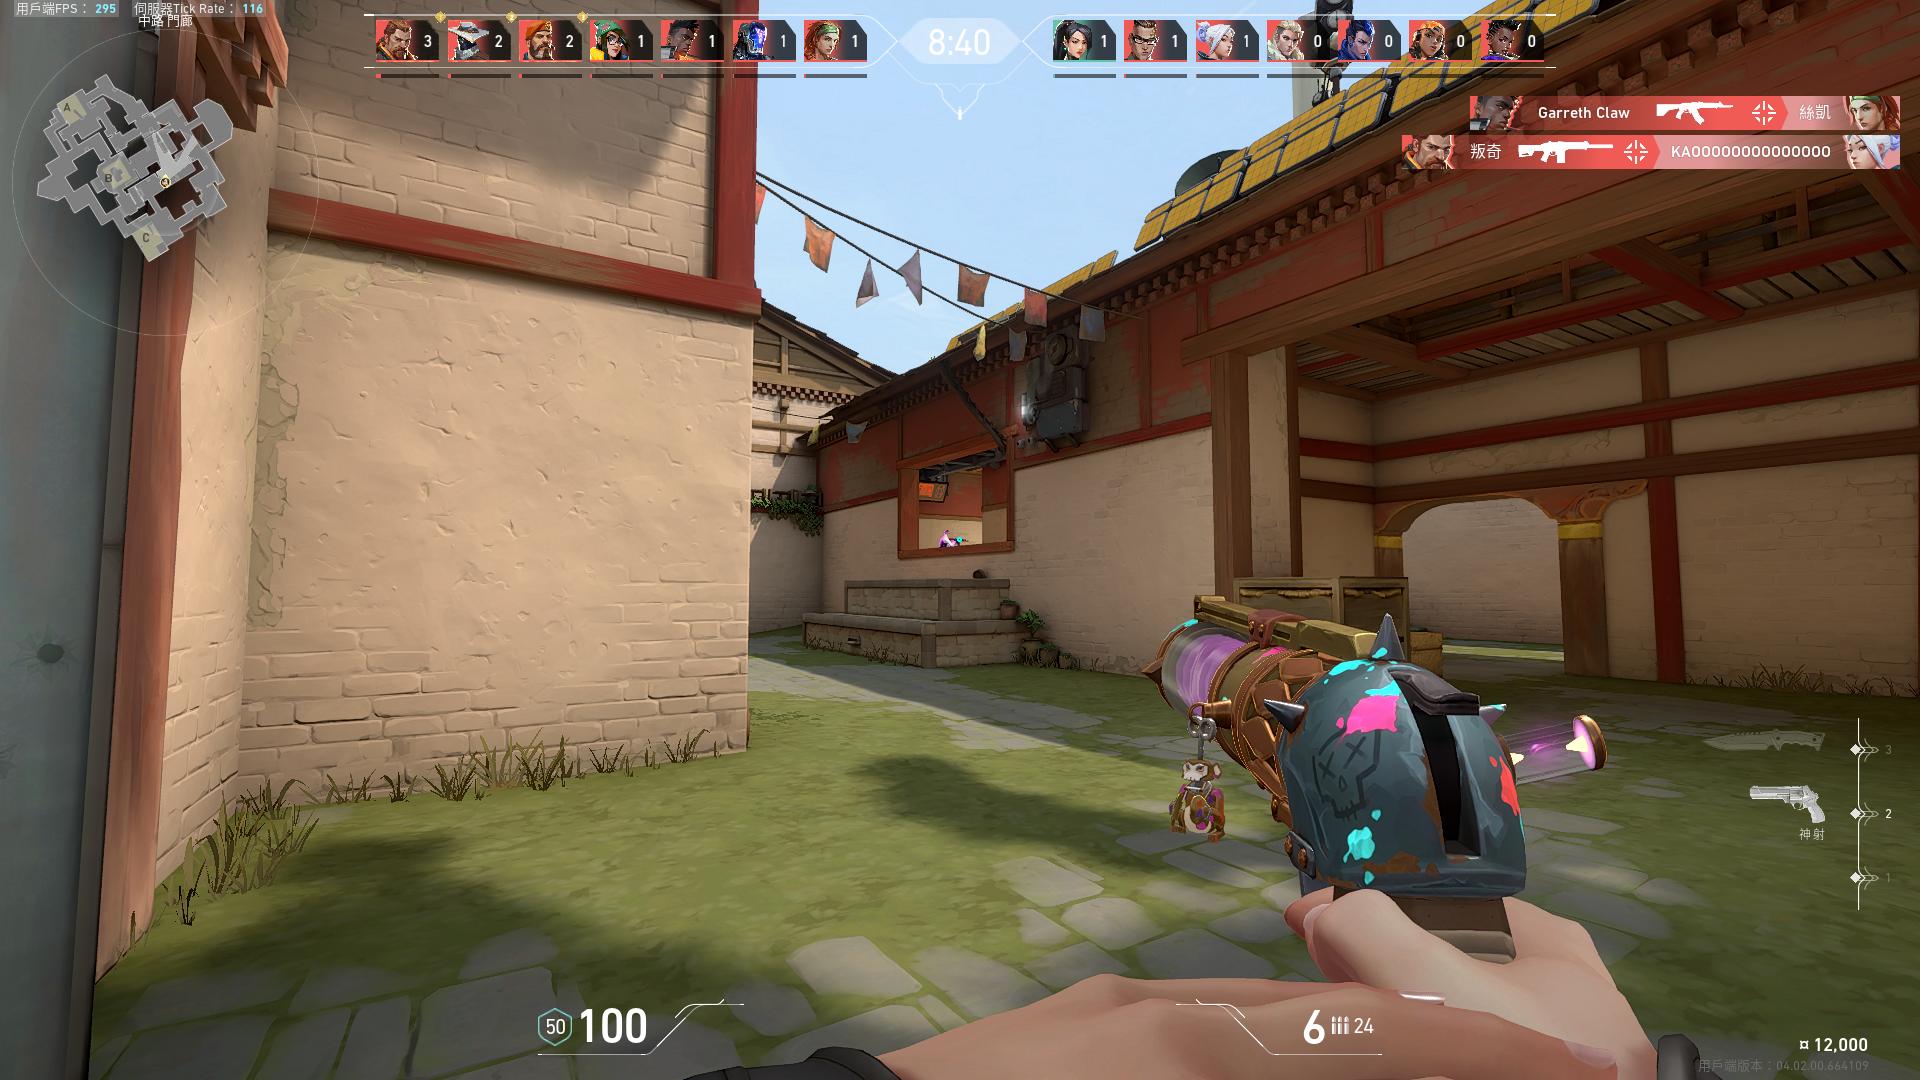 用戶端FPS： 295 伺服器Tick Rate： 116
中路 門廊
3 2 2 1 1 1 1 8:40 1 1 1 0 0 0 0
A
B
C
Garreth Claw 絲凱
叛奇 KAOOOOOOOOOOOOOO
3
2
神射
1
50 100
6 24
¤ 12,000
用戶端版本：04.02.00.664109